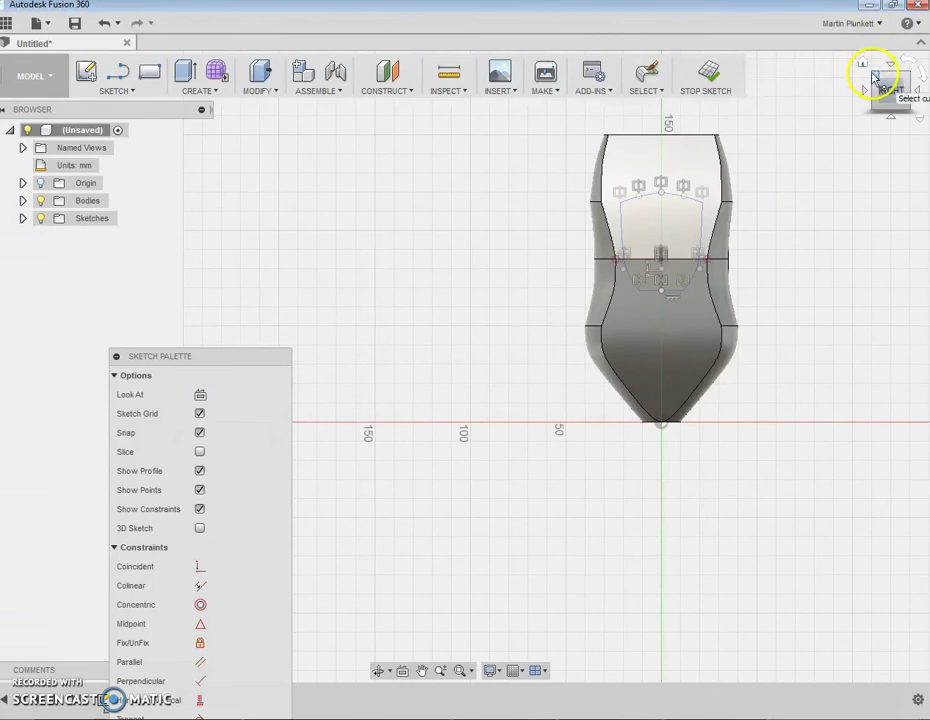 Autodesk Fusion 360
Martin Plunkett
Untitled*
MODEL
SKETCH
CREATE
MODIFY
ASSEMBLE
CONSTRUCT
INSPECT
INSERT
MAKE
ADD-INS
SELECT
STOP SKETCH
Select cu
BROWSER
(Unsaved)
Named Views
Units: mm
Origin
Bodies
Sketches
150
150
100
50
SKETCH PALETTE
Options
Look At
Sketch Grid
Snap
Slice
Show Profile
Show Points
Show Constraints
3D Sketch
Constraints
Coincident
Colinear
Concentric
Midpoint
Fix/UnFix
Parallel
Perpendicular
COMMENTS
RECORDED WITH
SCREENCAST MATIC